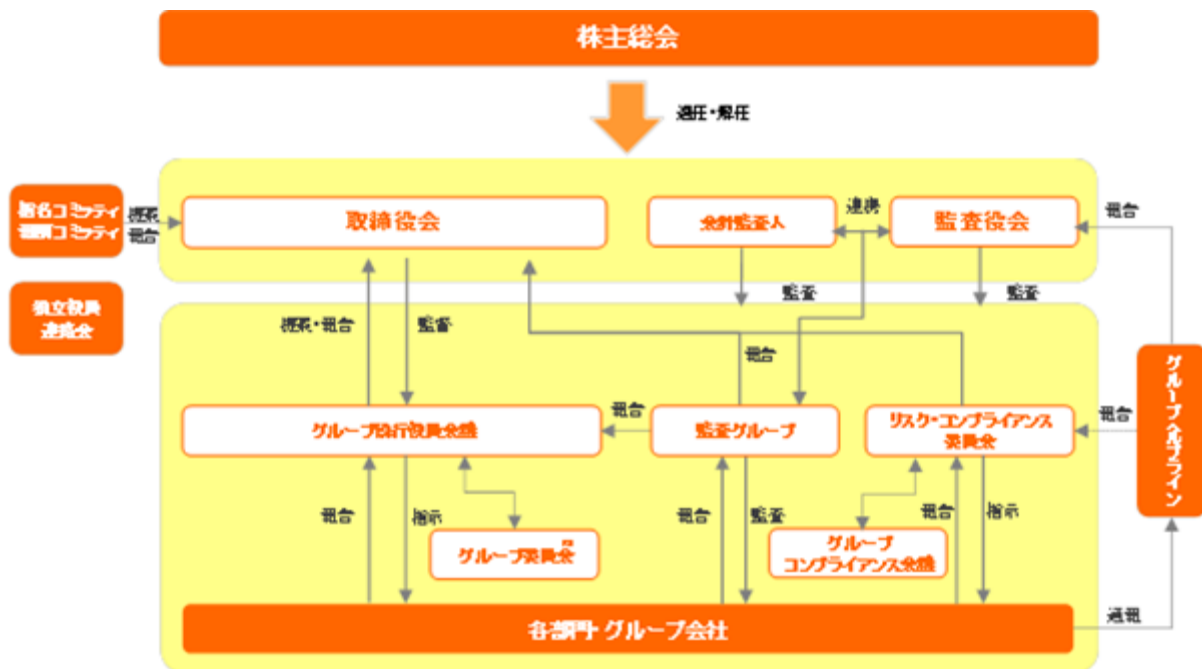 株主総会
選任・解任
指名コミッティ
報酬コミッティ
提案
報告
取締役会
会計監査人
連携
監査役会
報告
独立役員
連絡会
提案・報告
監督
監査
監査
報告
グループ執行役員会議
報告
監査グループ
リスク・コンプライアンス
委員会
報告
グループヘルプライン
報告
指示
報告
監査
報告
指示
グループ委員会
グループ
コンプライアンス会議
各部門・グループ会社
通報